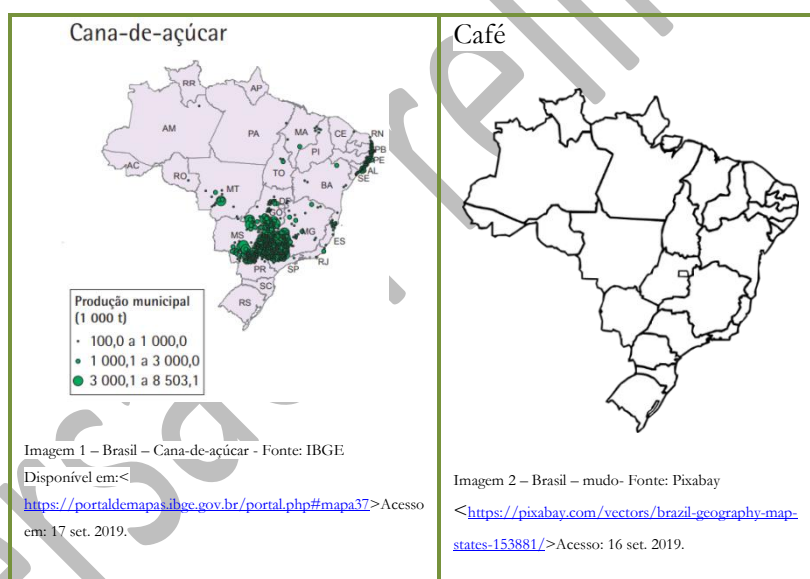 Cana-de-açúcar
RR
AP
AM
PA
MA
CE
RN
PB
PE
AL
SE
PI
AC
RO
TO
MT
BA
DF
GO
MG
ES
MS
SP
RJ
PR
SC
RS
Produção municipal
(1 000 t)
100,0 a 1 000,0
1 000,1 a 3 000,0
3 000,1 a 8 503,1
Imagem 1 – Brasil – Cana-de-açúcar - Fonte: IBGE
Disponível em:<
https://portaldemapas.ibge.gov.br/portal.php#mapa37>Acesso
em: 17 set. 2019.
Café
Imagem 2 – Brasil – mudo- Fonte: Pixabay
<https://pixabay.com/vectors/brazil-geography-map-
states-153881/>Acesso: 16 set. 2019.